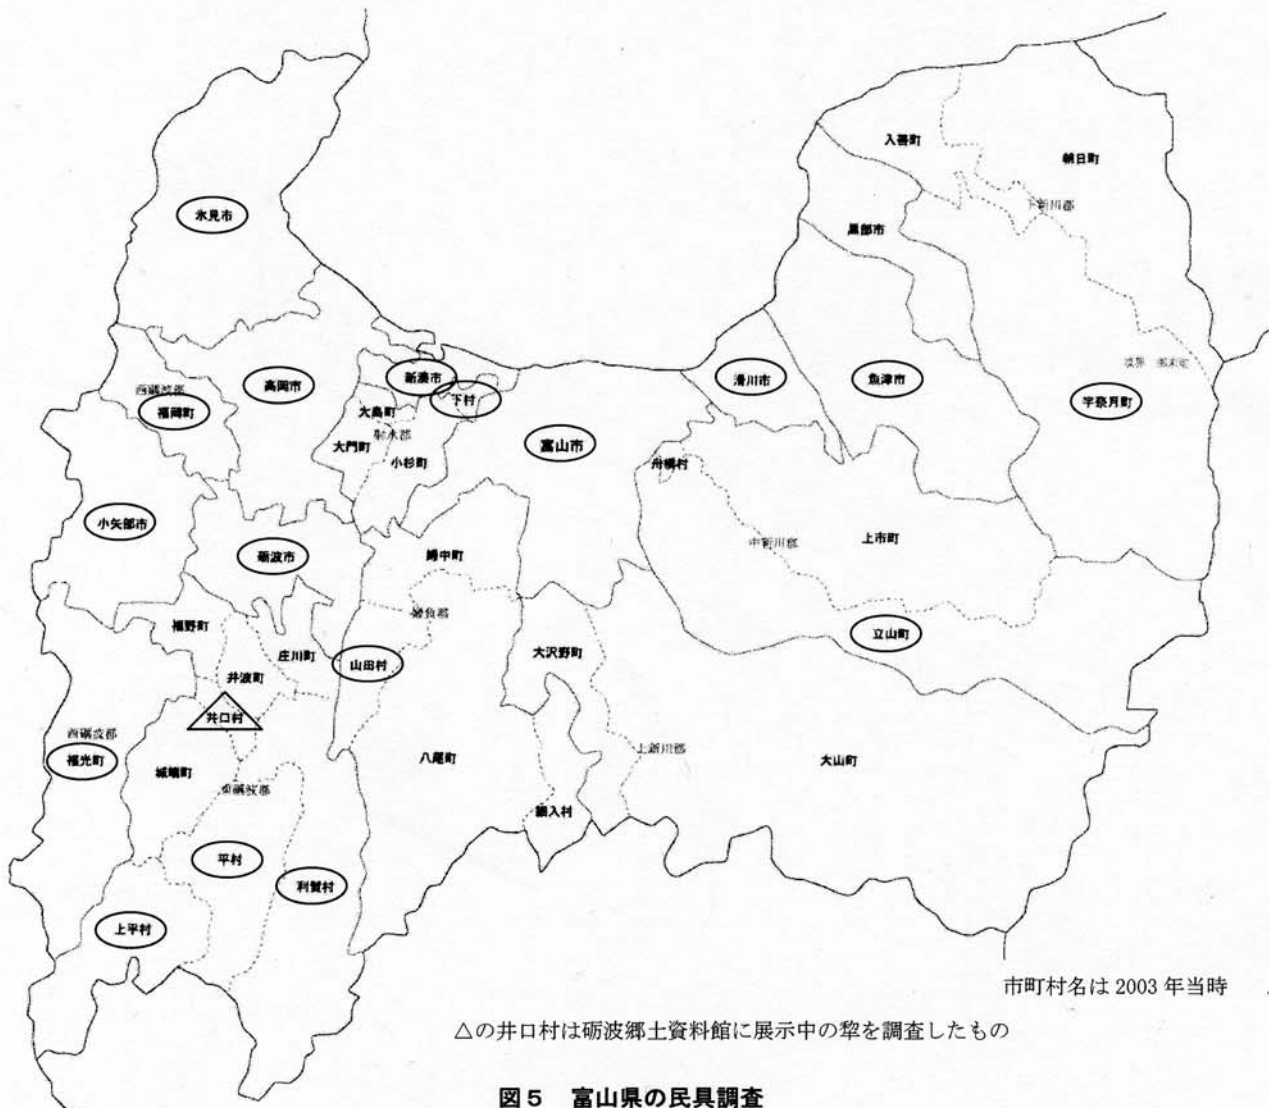 入善町
朝日町
下新川郡
氷見市
黒部市
境界一部未定
西礪波郡
高岡市
新湊市
滑川市
魚津市
宇奈月町
福岡町
大島町
下村
射水郡
大門町
小杉町
富山市
舟橋村
小矢部市
砺波市
婦中町
中新川郡
上市町
婦負郡
福野町
庄川町
山田村
大沢野町
立山町
井波町
井口村
西礪波郡
福光町
城端町
八尾町
上新川郡
大山町
東礪波郡
細入村
平村
利賀村
上平村
市町村名は 2003 年当時
△の井口村は砺波郷土資料館に展示中の犂を調査したもの
図5 富山県の民具調査